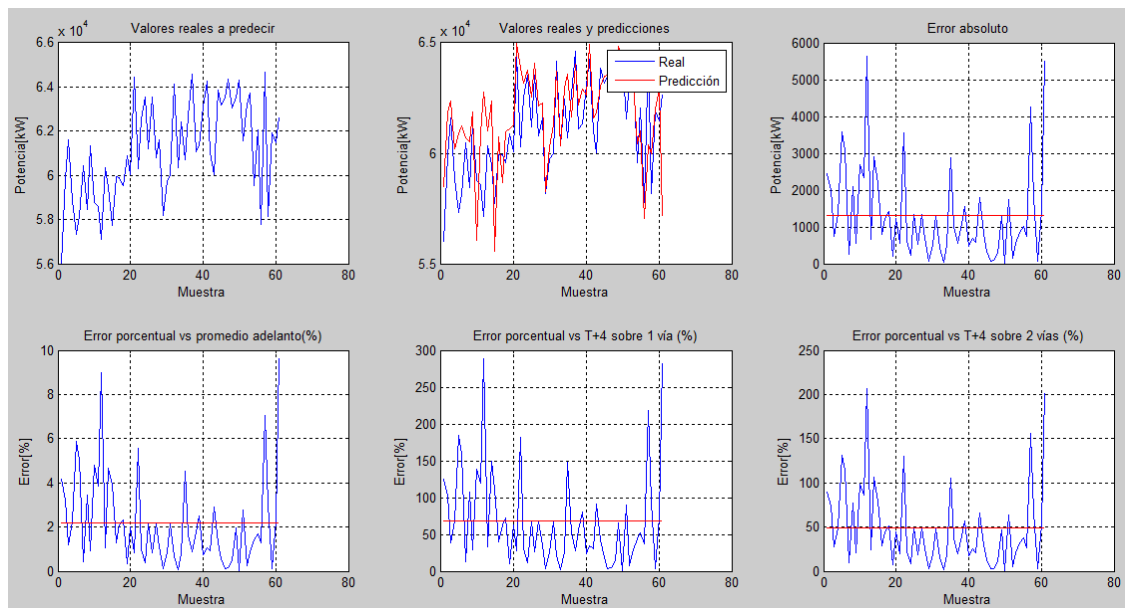 Valores reales a predecir
x 10^4
6.6
6.4
6.2
6
5.8
5.6
0 20 40 60 80
Potencia[kW]
Muestra
Valores reales y predicciones
x 10^4
6.5
6
5.5
0 20 40 60 80
Potencia[kW]
Muestra
Real
Predicción
Error absoluto
6000
5000
4000
3000
2000
1000
0
0 20 40 60 80
Potencia[kW]
Muestra
Error porcentual vs promedio adelanto(%)
10
8
6
4
2
0
0 20 40 60 80
Error[%]
Muestra
Error porcentual vs T+4 sobre 1 vía (%)
300
250
200
150
100
50
0
0 20 40 60 80
Error[%]
Muestra
Error porcentual vs T+4 sobre 2 vías (%)
250
200
150
100
50
0
0 20 40 60 80
Error[%]
Muestra